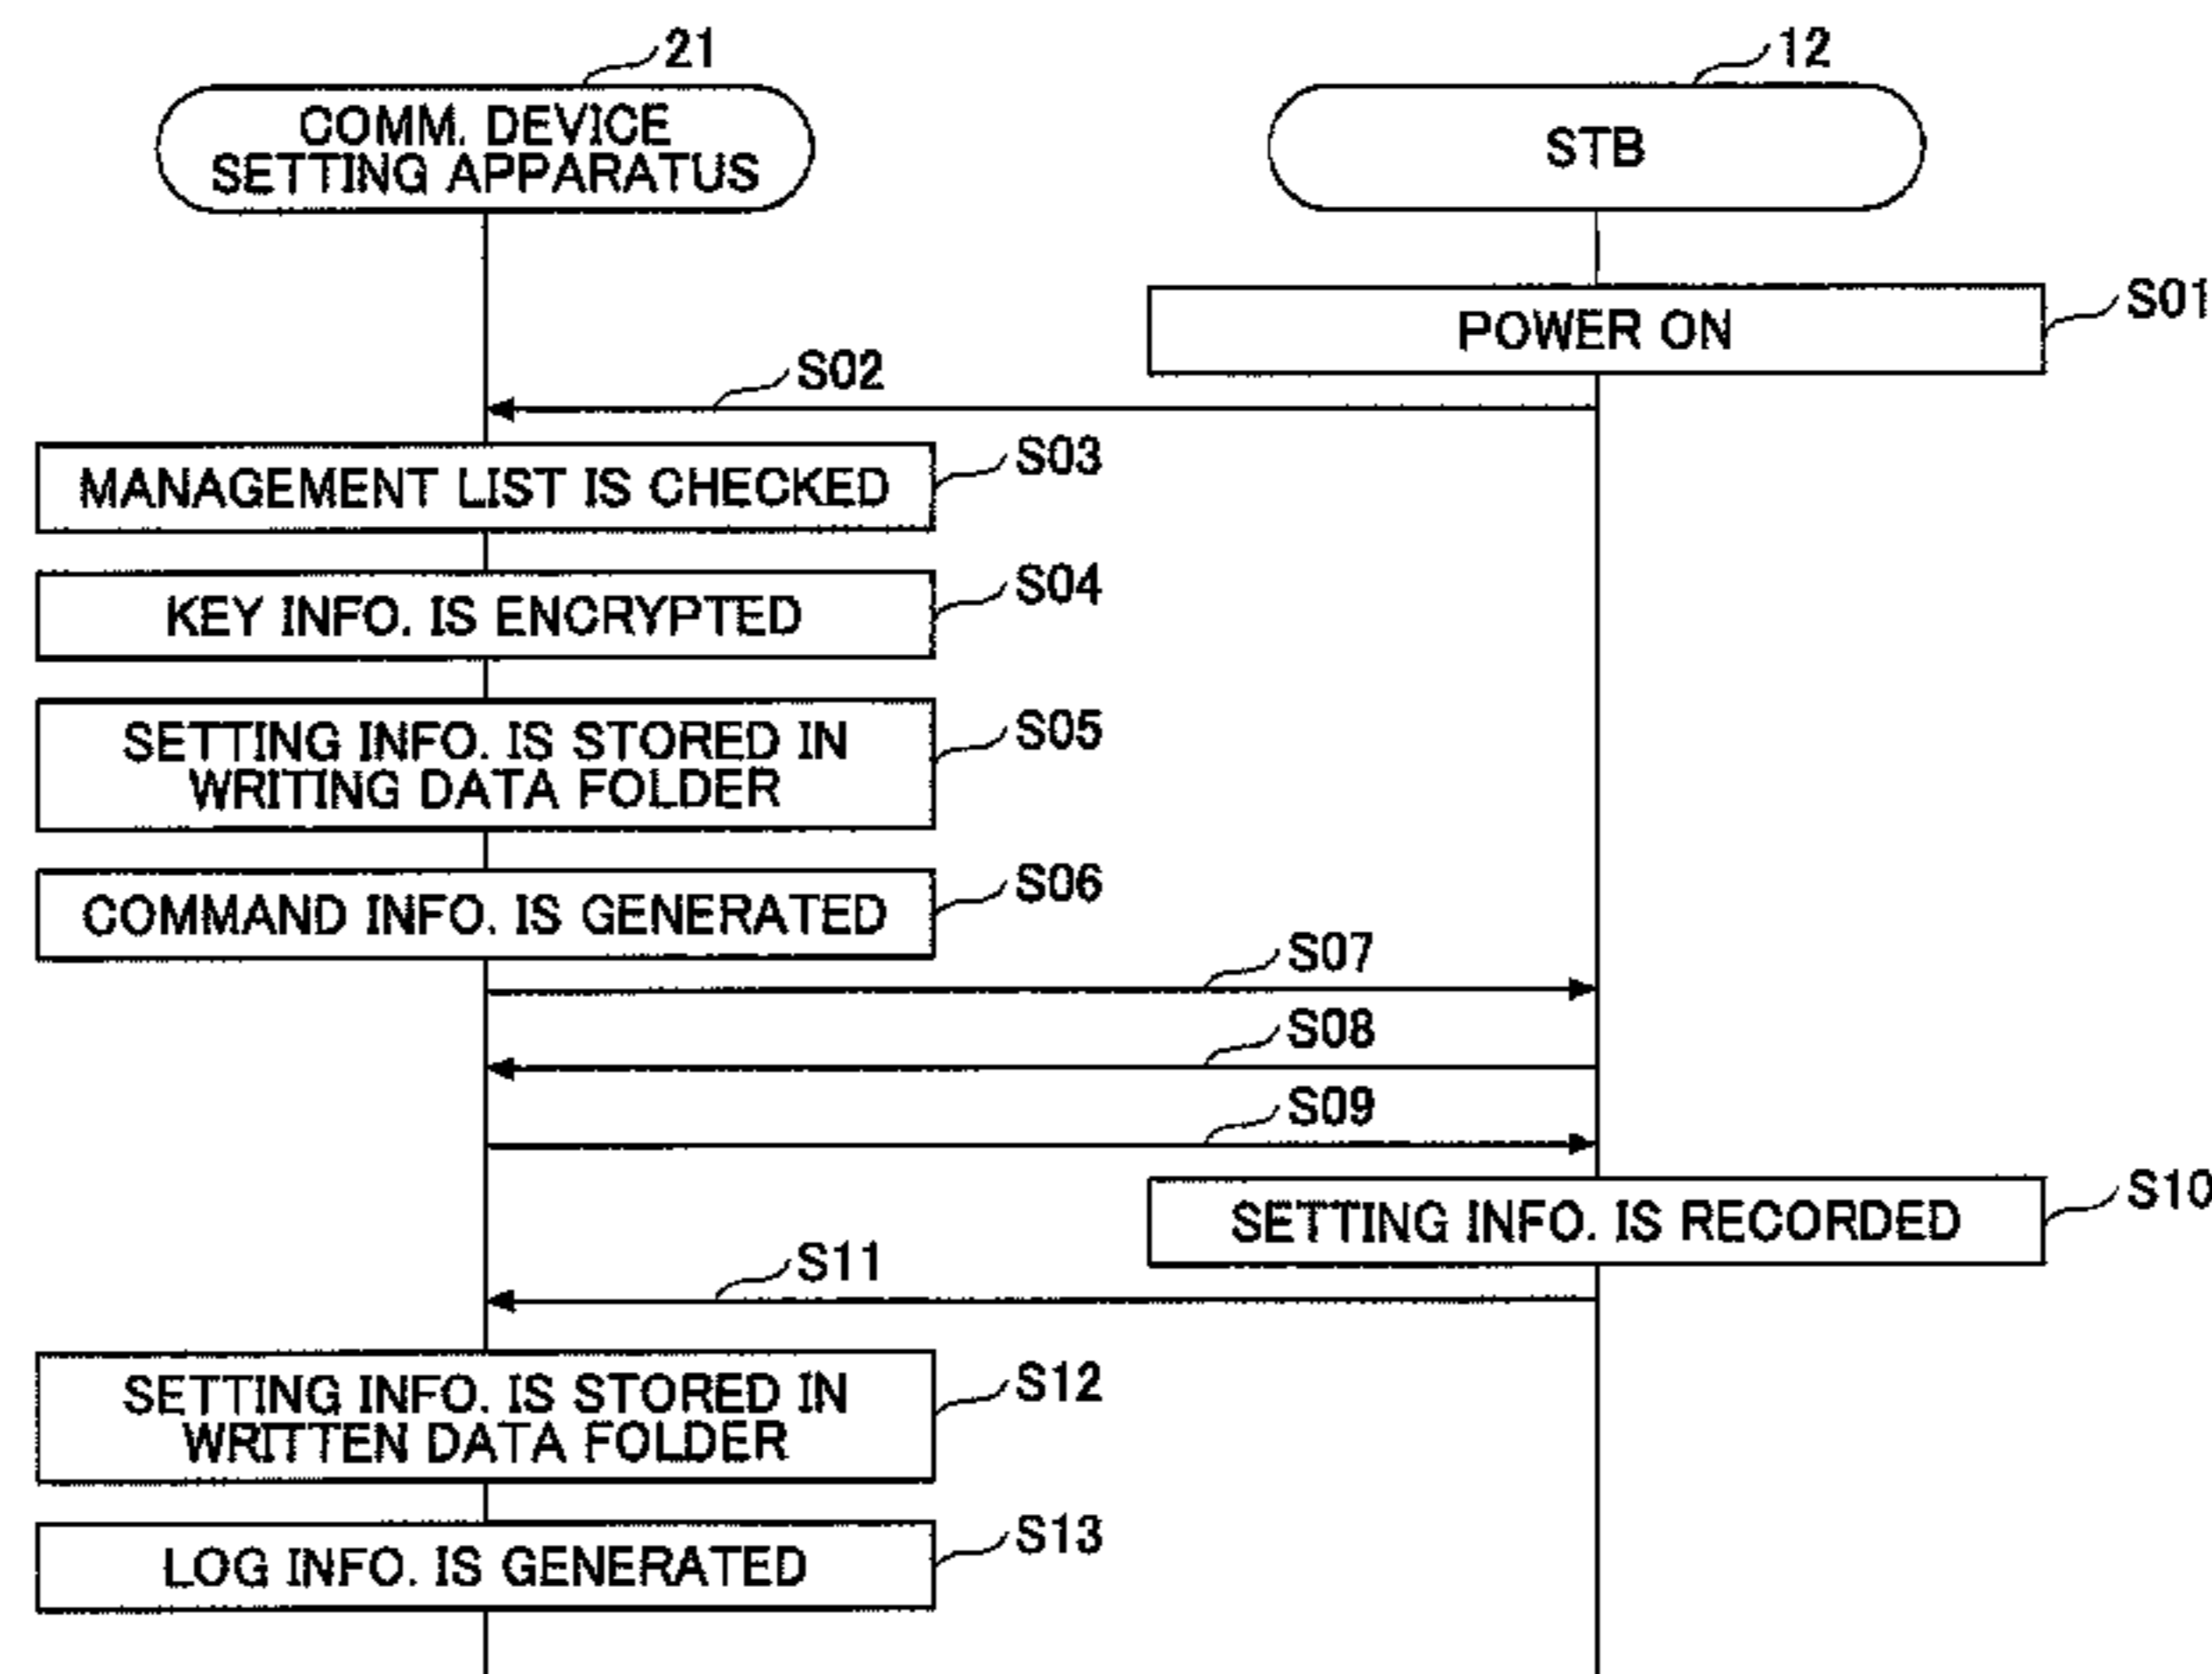 21
12
COMM. DEVICE
SETTING APPARATUS
STB
POWER ON
S01
S02
MANAGEMENT LIST IS CHECKED
S03
KEY INFO. IS ENCRYPTED
S04
SETTING INFO. IS STORED IN
WRITING DATA FOLDER
S05
COMMAND INFO. IS GENERATED
S06
S07
S08
S09
SETTING INFO. IS RECORDED
S10
S11
SETTING INFO. IS STORED IN
WRITTEN DATA FOLDER
S12
LOG INFO. IS GENERATED
S13